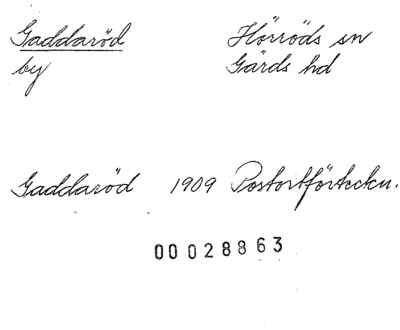 Gaddaröd Hörröds sn
by Gärds hd
Gaddaröd 1909 Postortförteckn.
00028863